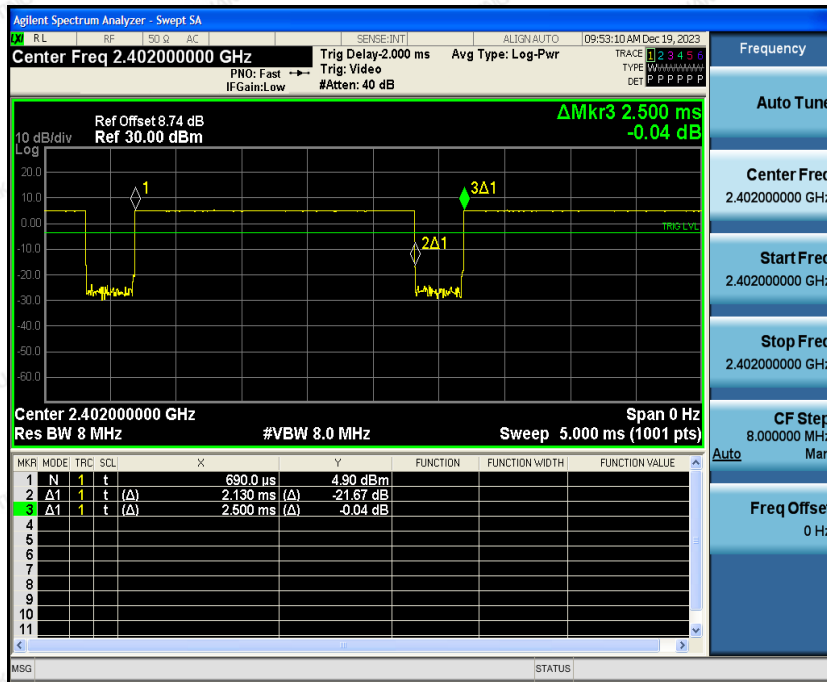 Agilent Spectrum Analyzer - Swept SA
LXI RL RF 50 Ω AC SENSE:INT ALIGN AUTO 09:53:10 AM Dec 19, 2023
Center Freq 2.402000000 GHz
PNO: Fast
IFGain:Low
Trig Delay-2.000 ms
Trig: Video
#Atten: 40 dB
Avg Type: Log-Pwr
TRACE 1 2 3 4 5 6
TYPE WWWWWW
DET P P P P P P
ΔMkr3 2.500 ms
-0.04 dB
Ref Offset 8.74 dB
10 dB/div Ref 30.00 dBm
Log
20.0
10.0
0.00
-10.0
-20.0
-30.0
-40.0
-50.0
-60.0
1
3Δ1
2Δ1
TRIG LVL
Center 2.402000000 GHz Span 0 Hz
Res BW 8 MHz #VBW 8.0 MHz Sweep 5.000 ms (1001 pts)
MKR MODE TRC SCL X Y FUNCTION FUNCTION WIDTH FUNCTION VALUE
1 N 1 t 690.0 µs 4.90 dBm
2 Δ1 1 t (Δ) 2.130 ms (Δ) -21.67 dB
3 Δ1 1 t (Δ) 2.500 ms (Δ) -0.04 dB
4
5
6
7
8
9
10
11
MSG STATUS
Frequency
Auto Tune
Center Freq
2.402000000 GHz
Start Freq
2.402000000 GHz
Stop Freq
2.402000000 GHz
CF Step
8.000000 MHz
Auto Man
Freq Offset
0 Hz